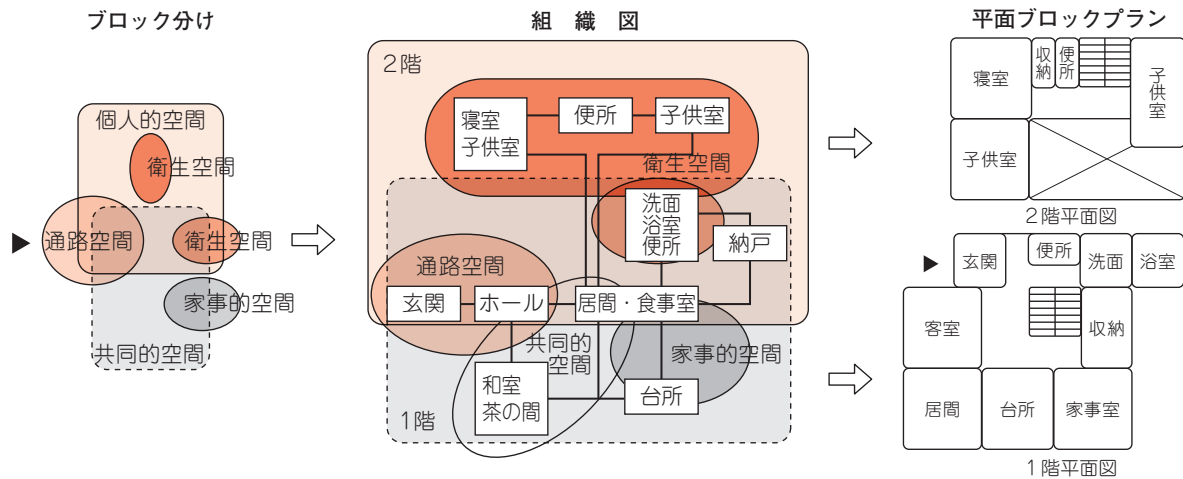 ブロック分け
個人的空間
衛生空間
通路空間
衛生空間
家事的空間
共同的空間
組織図
2階
寝室
子供室
便所
子供室
衛生空間
洗面
浴室
便所
納戸
通路空間
玄関
ホール
居間・食事室
共同的
空間
家事的空間
和室
茶の間
台所
1階
平面ブロックプラン
寝室
収納
便所
子供室
子供室
2階平面図
玄関
便所
洗面
浴室
客室
収納
居間
台所
家事室
1階平面図